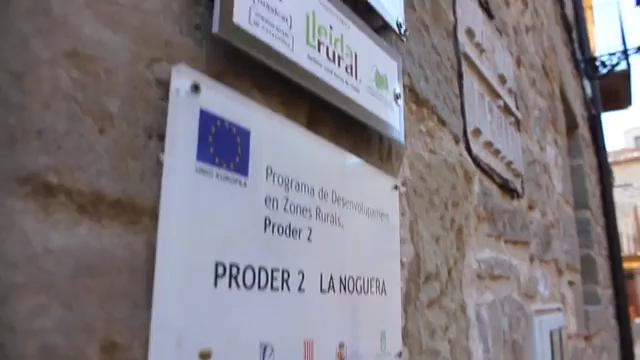 lleida
rural
UNIÓ EUROPEA
Programa de Desenvolupament
en Zones Rurals,
Proder 2
PRODER 2 LA NOGUERA